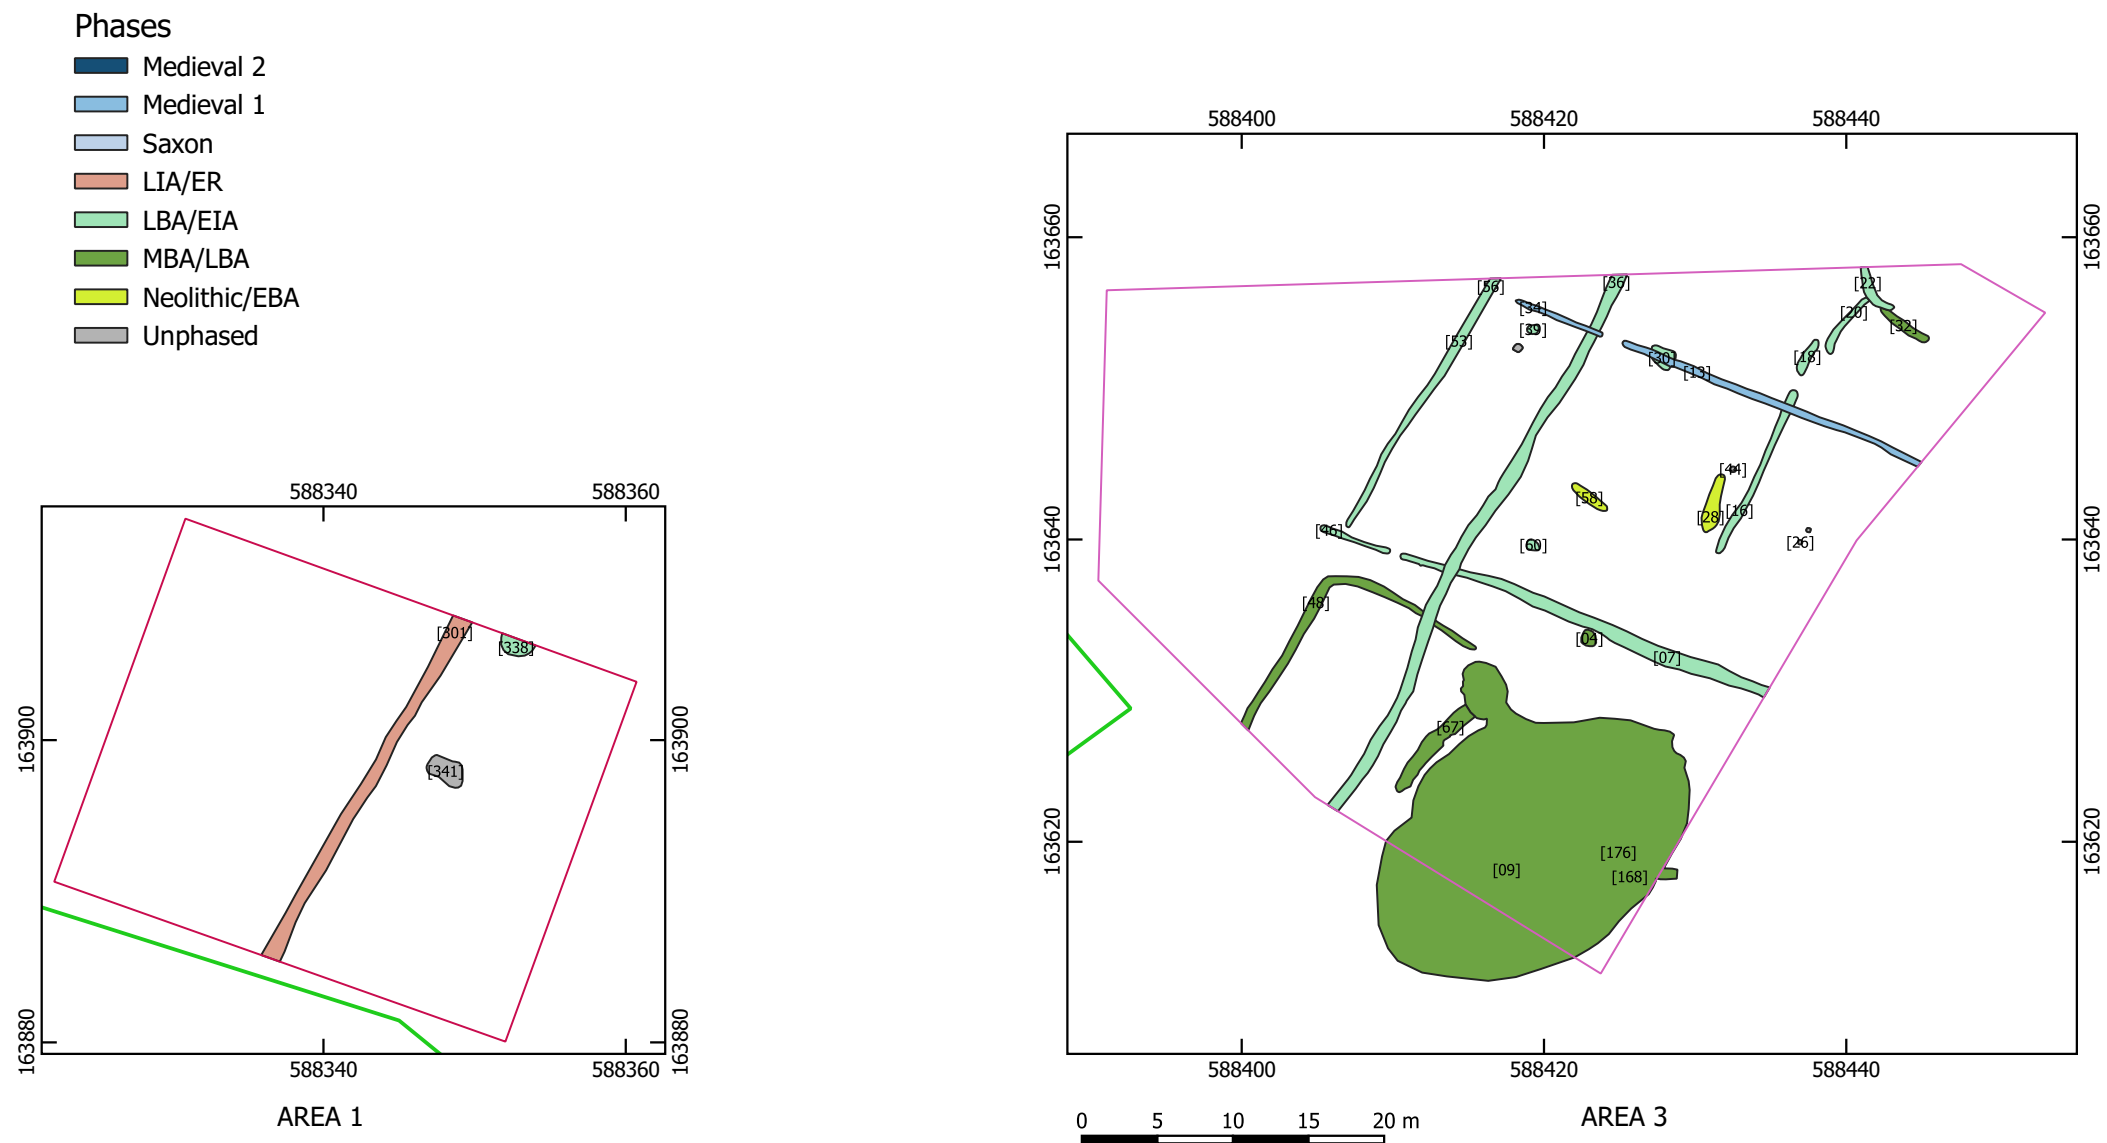 Phases
Medieval 2
Medieval 1
Saxon
LIA/ER
LBA/EIA
MBA/LBA
Neolithic/EBA
Unphased
588340 588360
163900 163900
163880 163880
[301]
[338]
[341]
588340 588360
AREA 1
588400 588420 588440
163660 163660
163640 163640
163620 163620
[56] [36] [22]
[34] [20]
[39] [32]
[53]
[30] [18]
[13]
[44]
[58]
[28] [16]
[46]
[60] [26]
[48]
[04]
[07]
[67]
[176]
[09] [168]
588400 588420 588440
0 5 10 15 20 m
AREA 3